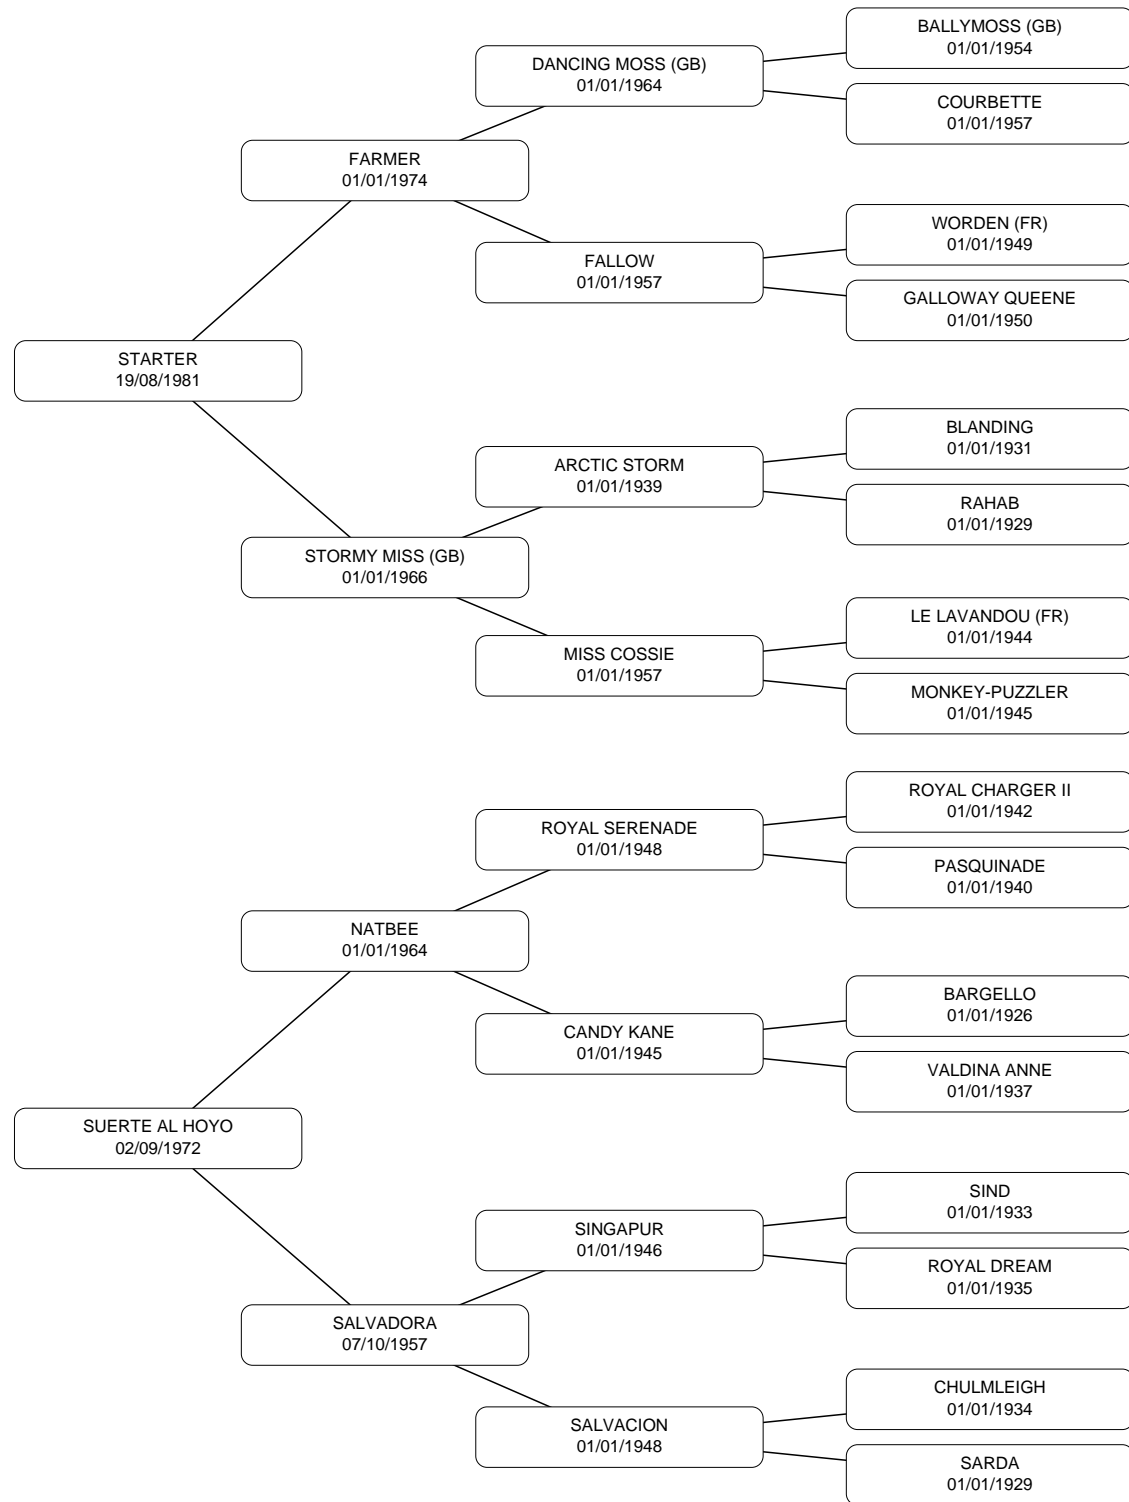 BALLYMOSS (GB)
01/01/1954
DANCING MOSS (GB)
01/01/1964
COURBETTE
01/01/1957
FARMER
01/01/1974
WORDEN (FR)
01/01/1949
FALLOW
01/01/1957
GALLOWAY QUEENE
01/01/1950
STARTER
19/08/1981
BLANDING
01/01/1931
ARCTIC STORM
01/01/1939
RAHAB
01/01/1929
STORMY MISS (GB)
01/01/1966
LE LAVANDOU (FR)
01/01/1944
MISS COSSIE
01/01/1957
MONKEY-PUZZLER
01/01/1945
ROYAL CHARGER II
01/01/1942
ROYAL SERENADE
01/01/1948
PASQUINADE
01/01/1940
NATBEE
01/01/1964
BARGELLO
01/01/1926
CANDY KANE
01/01/1945
VALDINA ANNE
01/01/1937
SUERTE AL HOYO
02/09/1972
SIND
01/01/1933
SINGAPUR
01/01/1946
ROYAL DREAM
01/01/1935
SALVADORA
07/10/1957
CHULMLEIGH
01/01/1934
SALVACION
01/01/1948
SARDA
01/01/1929